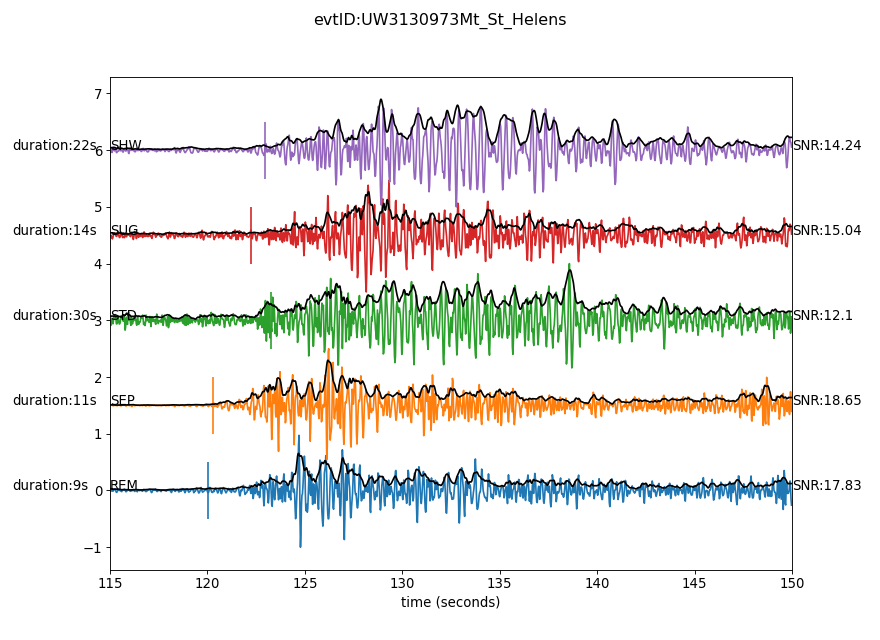 evtID:UW3130973Mt_St_Helens
7
duration:22s SHW SNR:14.24
6
5
duration:14s SUG SNR:15.04
4
duration:30s STD SNR:12.1
3
2
duration:11s SEP SNR:18.65
1
duration:9s REM SNR:17.83
0
−1
115 120 125 130 135 140 145 150
time (seconds)